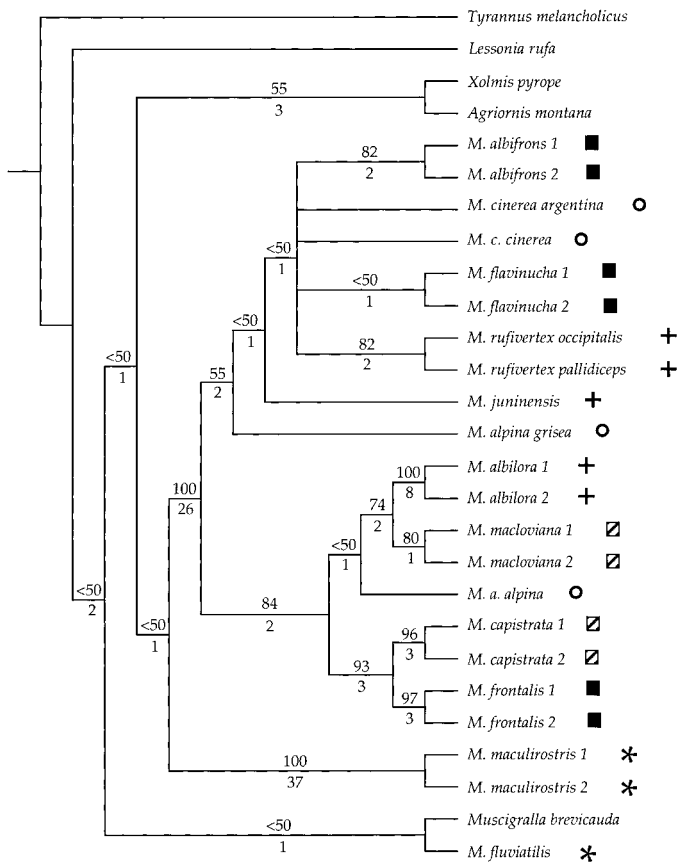 Tyrannus melancholicus
Lessonia rufa
Xolmis pyrope
55
3
Agriornis montana
M. albifrons 1
82
2
M. albifrons 2
M. cinerea argentina
M. c. cinerea
<50
1
M. flavinucha 1
<50
1
M. flavinucha 2
<50
1
M. rufivertex occipitalis
82
2
M. rufivertex pallidiceps
<50
1
55
2
M. juninensis
M. alpina grisea
M. albilora 1
100
8
100
26
M. albilora 2
74
2
M. macloviana 1
80
1
<50
1
M. macloviana 2
M. a. alpina
<50
2
84
2
M. capistrata 1
<50
1
96
3
M. capistrata 2
93
3
M. frontalis 1
97
3
M. frontalis 2
M. maculirostris 1
100
37
M. maculirostris 2
Muscigralla brevicauda
<50
1
M. fluviatilis